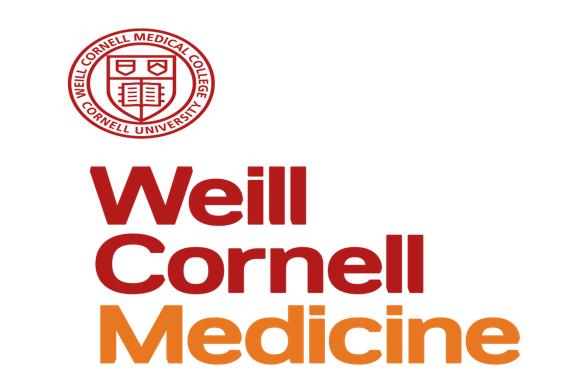 WEILL CORNELL MEDICAL COLLEGE
CORNELL UNIVERSITY
Weill
Cornell
Medicine